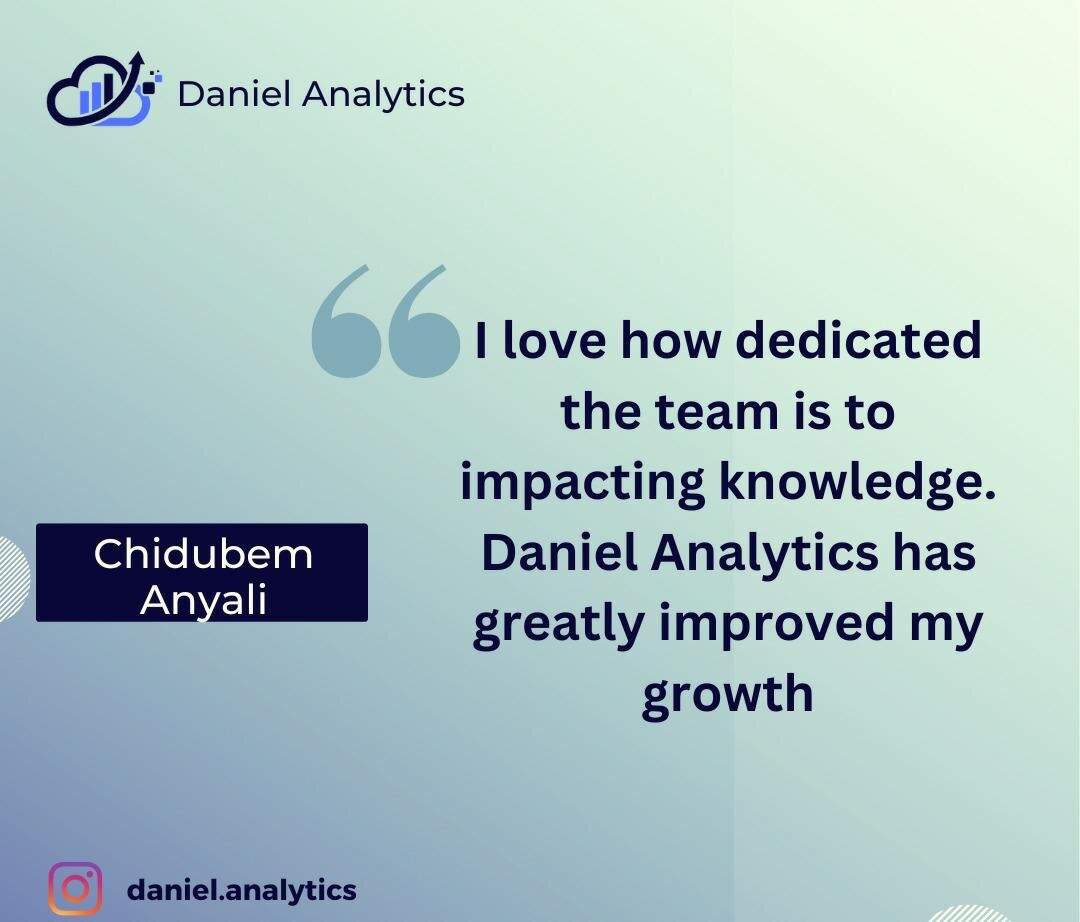 Daniel Analytics
“ I love how dedicated
the team is to
impacting knowledge.
Daniel Analytics has
greatly improved my
growth
Chidubem
Anyali
daniel.analytics